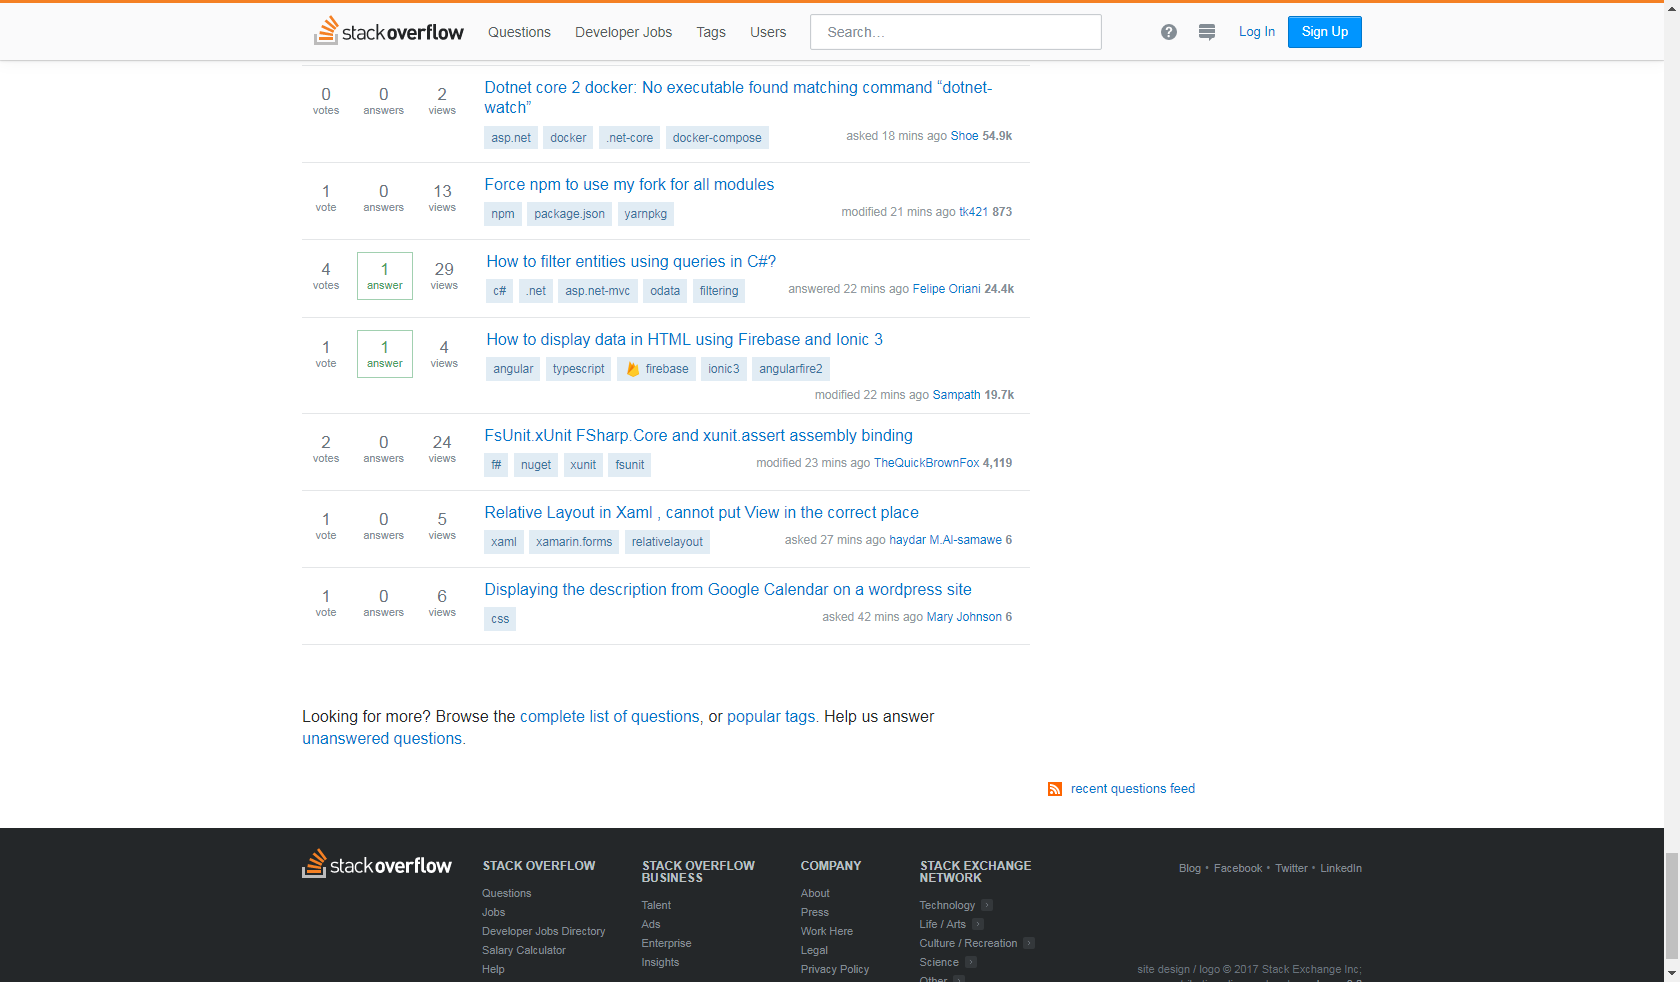 stackoverflow Questions Developer Jobs Tags Users Search… ? Log In Sign Up
0 0 2 Dotnet core 2 docker: No executable found matching command “dotnet-
votes answers views watch”
asp.net docker .net-core docker-compose asked 18 mins ago Shoe 54.9k
1 0 13 Force npm to use my fork for all modules
vote answers views
npm package.json yarnpkg modified 21 mins ago tk421 873
4 1 29 How to filter entities using queries in C#?
votes answer views
c# .net asp.net-mvc odata filtering answered 22 mins ago Felipe Oriani 24.4k
1 1 4 How to display data in HTML using Firebase and Ionic 3
vote answer views
angular typescript firebase ionic3 angularfire2
modified 22 mins ago Sampath 19.7k
2 0 24 FsUnit.xUnit FSharp.Core and xunit.assert assembly binding
votes answers views
f# nuget xunit fsunit modified 23 mins ago TheQuickBrownFox 4,119
1 0 5 Relative Layout in Xaml , cannot put View in the correct place
vote answers views
xaml xamarin.forms relativelayout asked 27 mins ago haydar M.Al-samawe 6
1 0 6 Displaying the description from Google Calendar on a wordpress site
vote answers views
css asked 42 mins ago Mary Johnson 6
Looking for more? Browse the complete list of questions, or popular tags. Help us answer
unanswered questions.
recent questions feed
stackoverflow
STACK OVERFLOW
Questions
Jobs
Developer Jobs Directory
Salary Calculator
Help
STACK OVERFLOW
BUSINESS
Talent
Ads
Enterprise
Insights
COMPANY
About
Press
Work Here
Legal
Privacy Policy
STACK EXCHANGE
NETWORK
Technology
Life / Arts
Culture / Recreation
Science
Other
Blog • Facebook • Twitter • LinkedIn
site design / logo © 2017 Stack Exchange Inc;